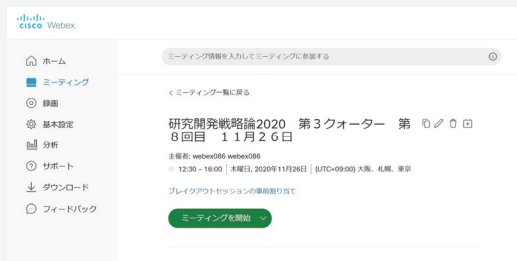 cisco Webex
ミーティング情報を入力してミーティングに参加する
ホーム
ミーティング
録画
基本設定
分析
サポート
ダウンロード
フィードバック
< ミーティング一覧に戻る
研究開発戦略論2020　第3クォーター　第
8回目　11月26日
主催者: webex086 webex086
12:30 - 16:00 | 木曜日, 2020年11月26日 | (UTC+09:00) 大阪、札幌、東京
ブレイクアウトセッションの事前割り当て
ミーティングを開始